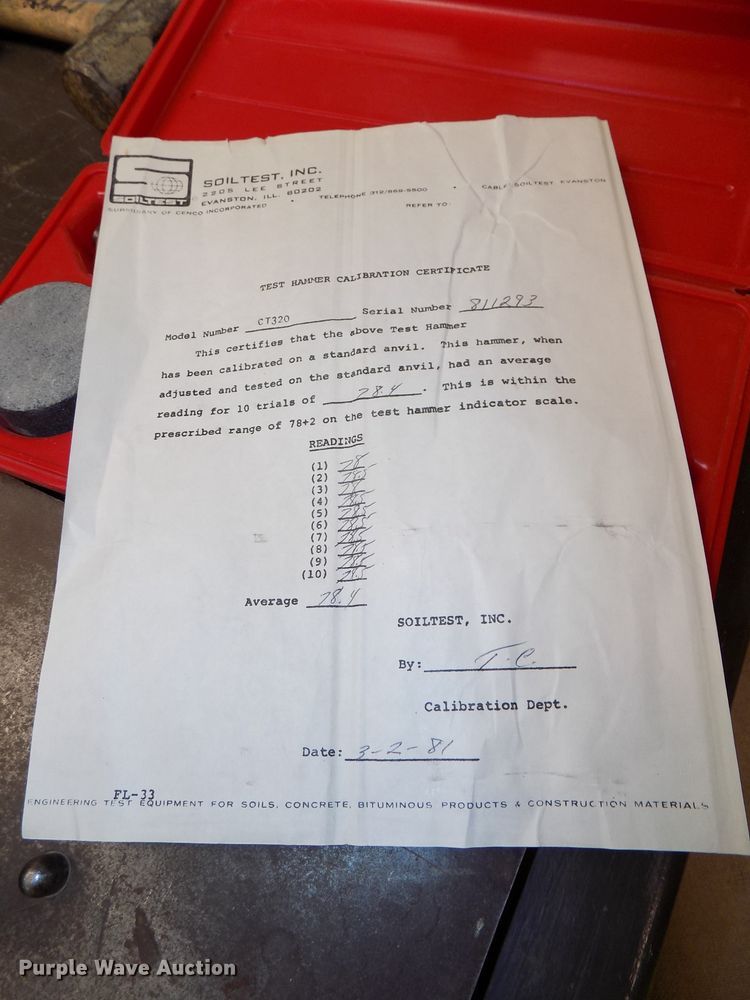 SOILTEST
SOILTEST, INC.
2205 LEE STREET
EVANSTON, ILL. 60202
SUBSIDIARY OF CENCO INCORPORATED
TELEPHONE 312/869-5500
CABLE: SOILTEST EVANSTON
REFER TO:
TEST HAMMER CALIBRATION CERTIFICATE
Model Number CT320 Serial Number 811293
This certifies that the above Test Hammer
has been calibrated on a standard anvil. This hammer, when
adjusted and tested on the standard anvil, had an average
reading for 10 trials of 78.4. This is within the
prescribed range of 78+2 on the test hammer indicator scale.
READINGS
(1) 78
(2)
(3)
(4)
(5)
(6)
(7)
(8)
(9)
(10) 78.5
Average 78.4
SOILTEST, INC.
By: T.C.
Calibration Dept.
Date: 3-2-81
FL-33
ENGINEERING TEST EQUIPMENT FOR SOILS, CONCRETE, BITUMINOUS PRODUCTS & CONSTRUCTION MATERIALS
Purple Wave Auction